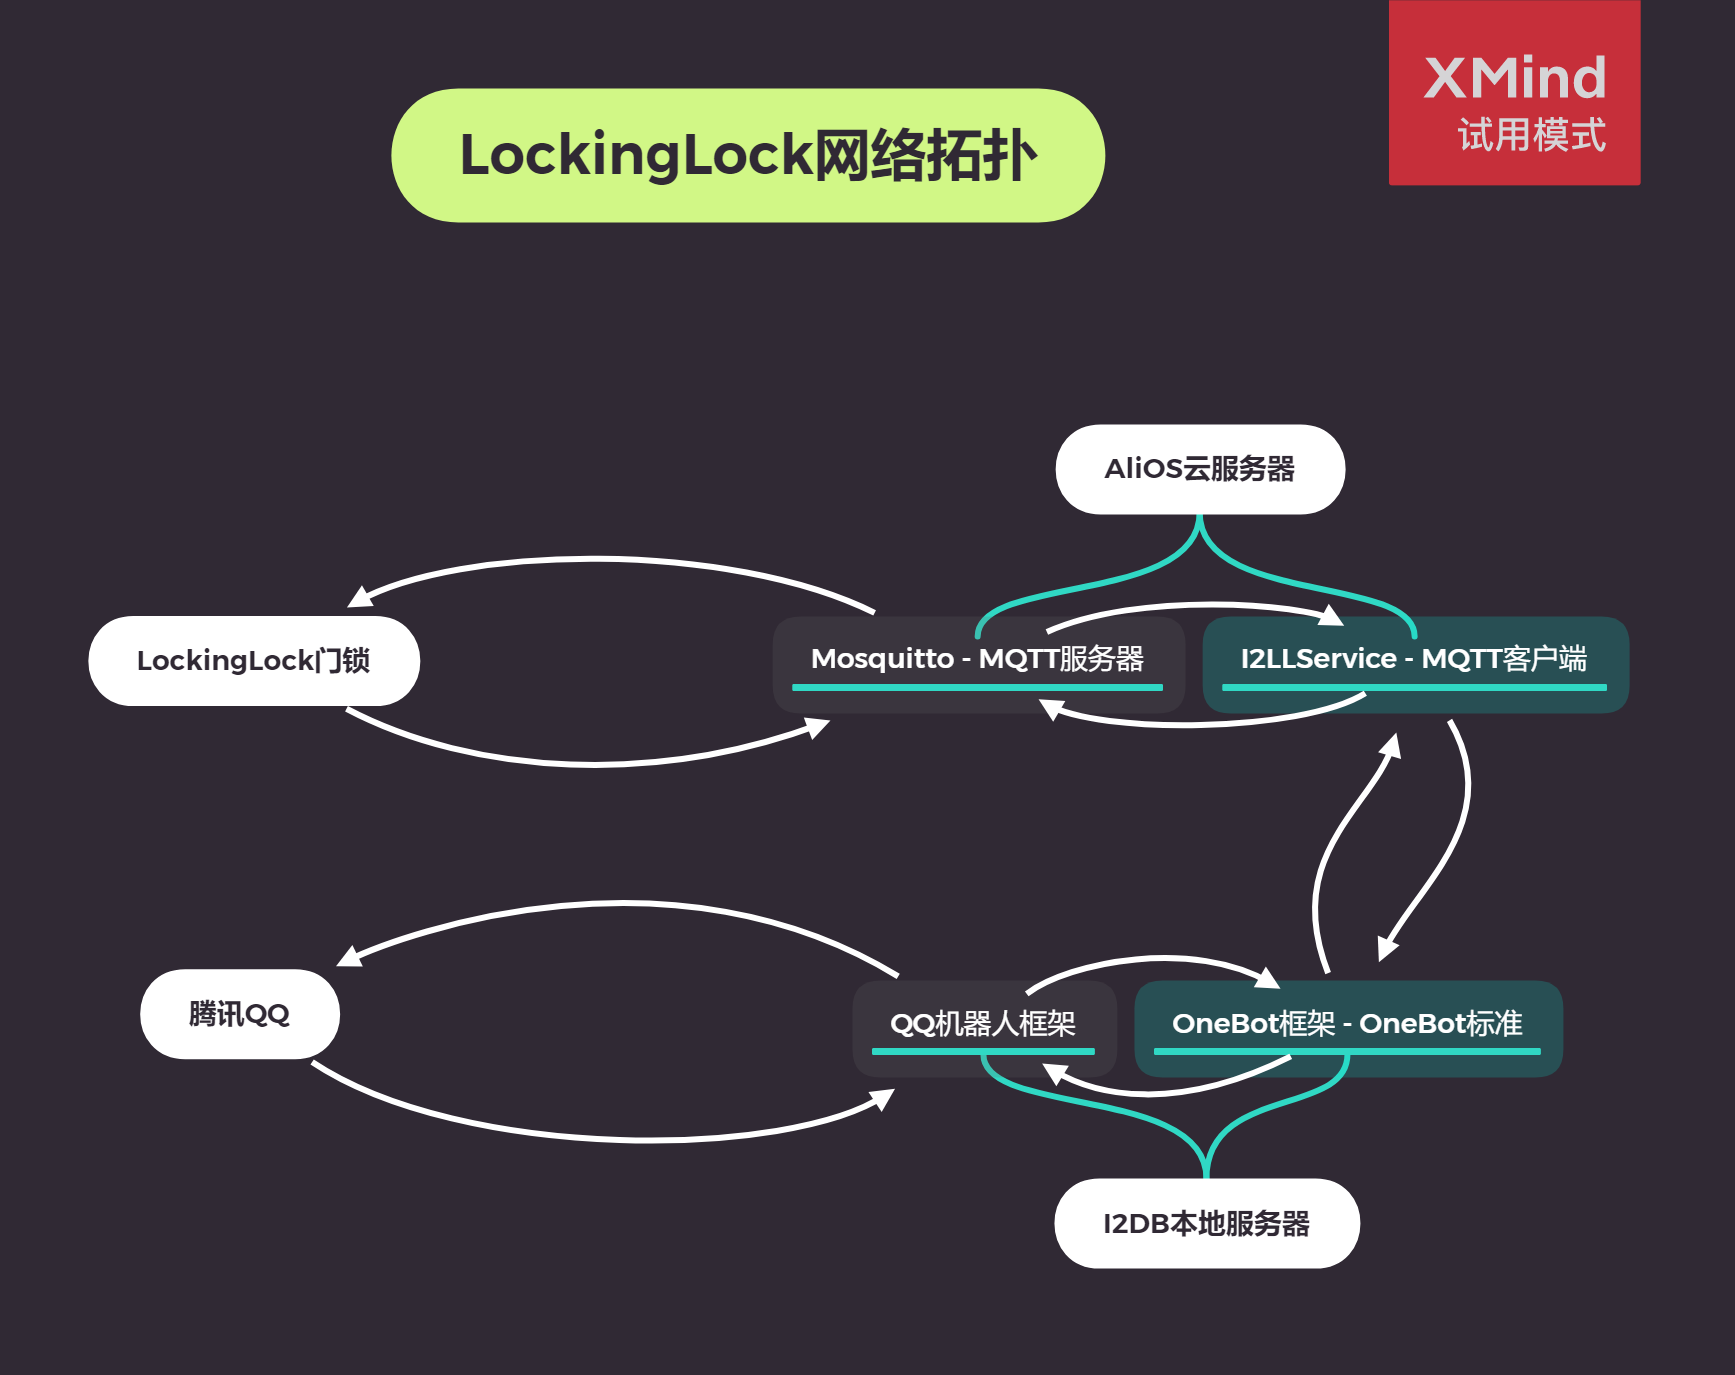 XMind
试用模式
LockingLock网络拓扑
AliOS云服务器
LockingLock门锁
Mosquitto - MQTT服务器
I2LLService - MQTT客户端
腾讯QQ
QQ机器人框架
OneBot框架 - OneBot标准
I2DB本地服务器